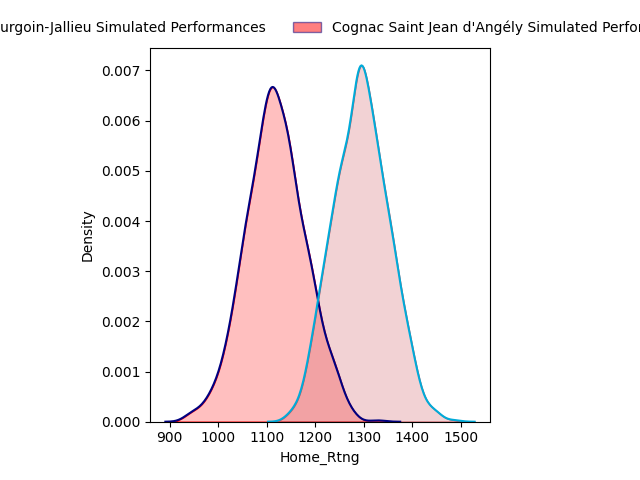 urgoin-Jallieu Simulated Performances
Cognac Saint Jean d'Angély Simulated Perfor
0.007
0.006
0.005
0.004
0.003
0.002
0.001
0.000
Density
900 1000 1100 1200 1300 1400 1500
Home_Rtng